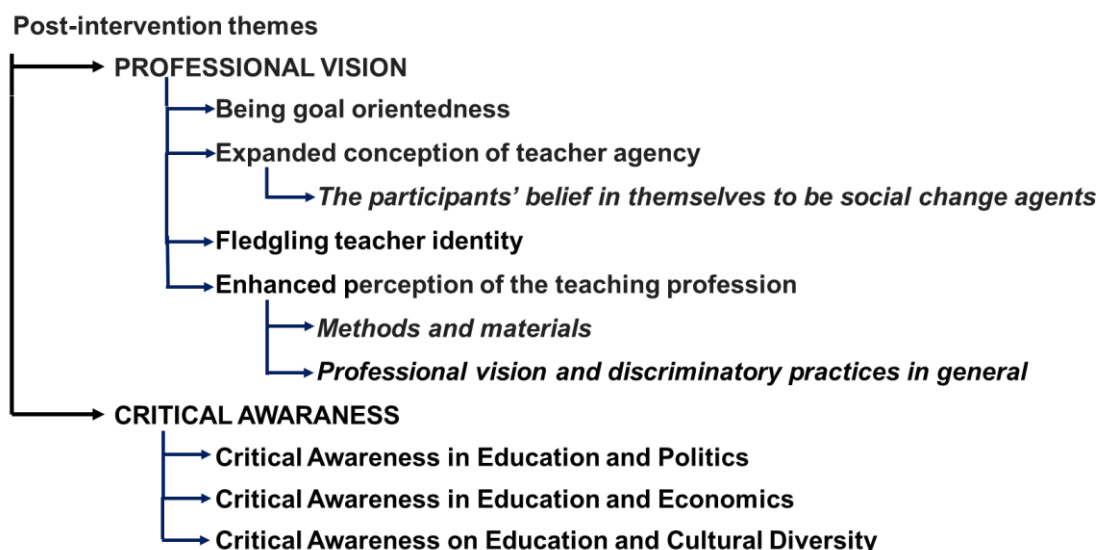 Post-intervention themes
PROFESSIONAL VISION
Being goal orientedness
Expanded conception of teacher agency
The participants' belief in themselves to be social change agents
Fledgling teacher identity
Enhanced perception of the teaching profession
Methods and materials
Professional vision and discriminatory practices in general
CRITICAL AWARANESS
Critical Awareness in Education and Politics
Critical Awareness in Education and Economics
Critical Awareness on Education and Cultural Diversity